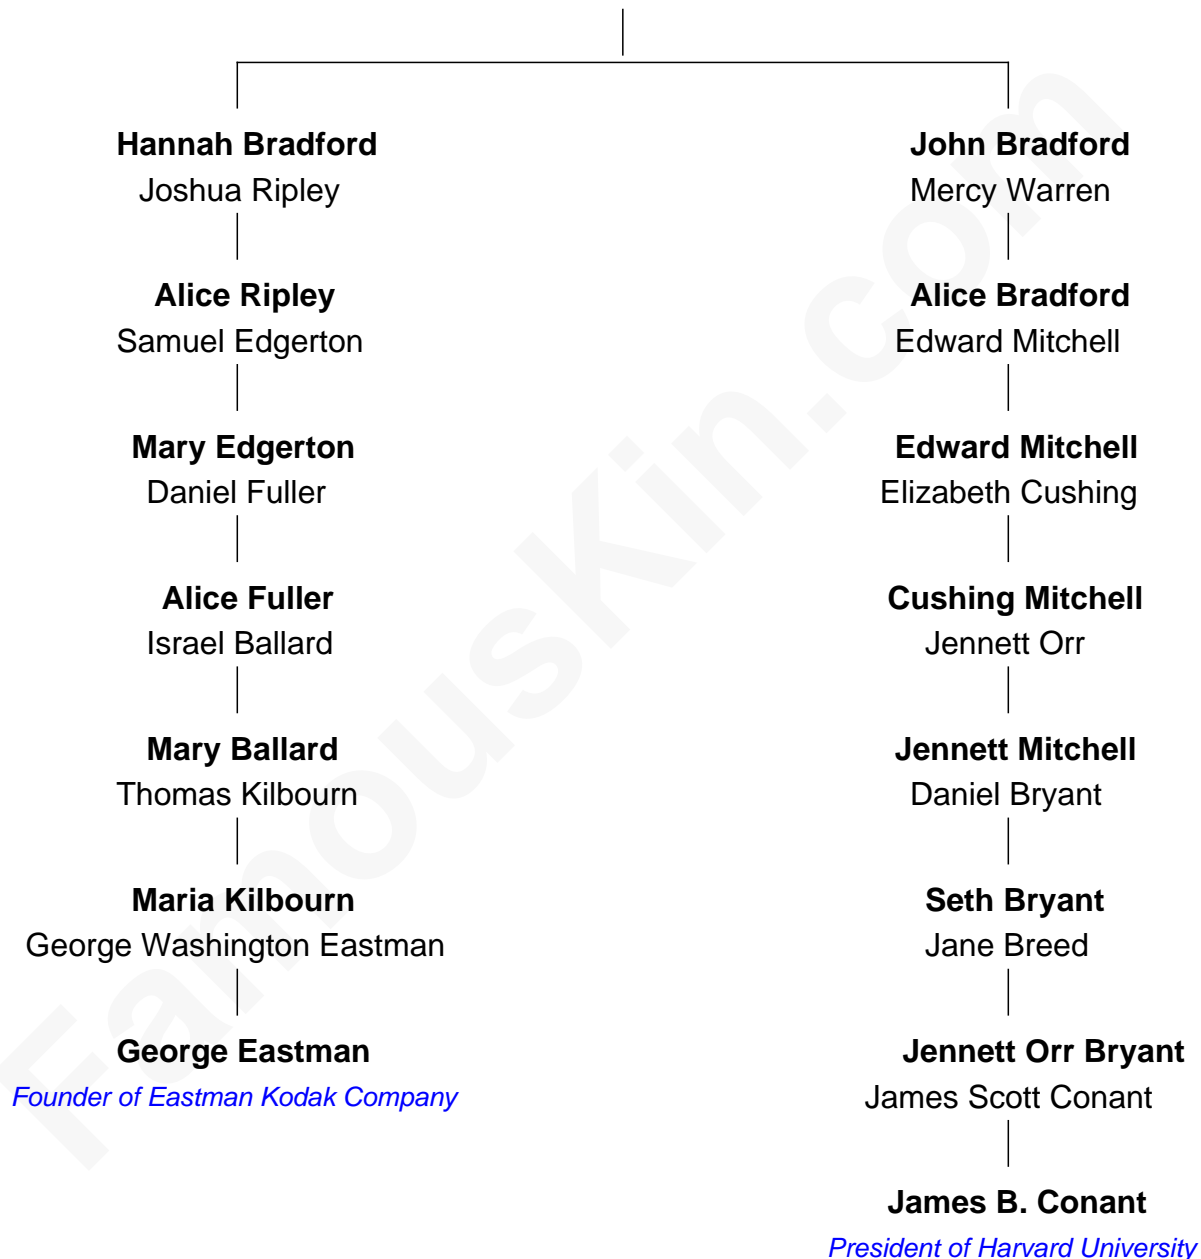 Hannah Bradford
Joshua Ripley
Alice Ripley
Samuel Edgerton
Mary Edgerton
Daniel Fuller
Alice Fuller
Israel Ballard
Mary Ballard
Thomas Kilbourn
Maria Kilbourn
George Washington Eastman
George Eastman
Founder of Eastman Kodak Company
John Bradford
Mercy Warren
Alice Bradford
Edward Mitchell
Edward Mitchell
Elizabeth Cushing
Cushing Mitchell
Jennett Orr
Jennett Mitchell
Daniel Bryant
Seth Bryant
Jane Breed
Jennett Orr Bryant
James Scott Conant
James B. Conant
President of Harvard University
FamousKin.com